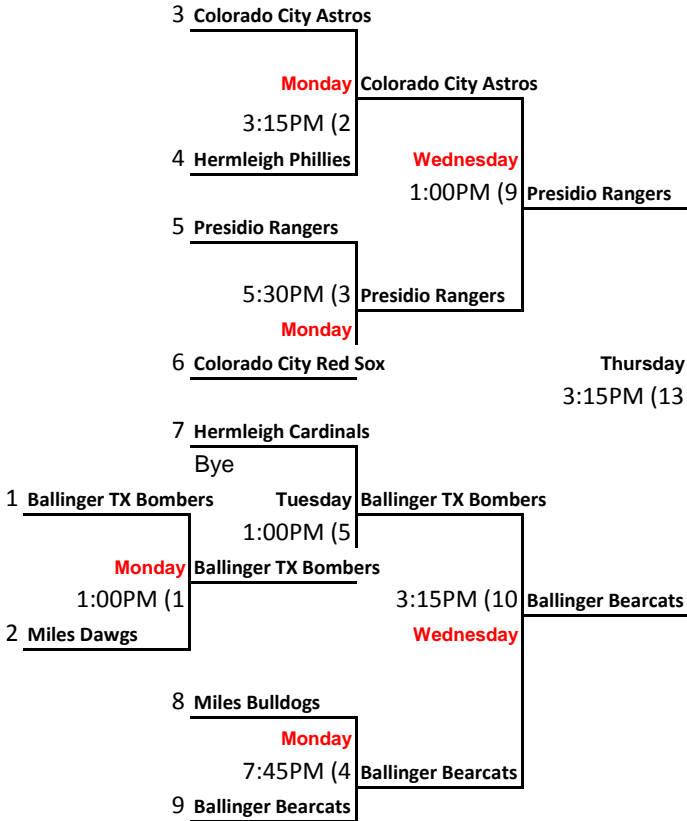 3 Colorado City Astros
Monday Colorado City Astros
3:15PM (2
4 Hermleigh Phillies Wednesday
1:00PM (9 Presidio Rangers
5 Presidio Rangers
5:30PM (3 Presidio Rangers
Monday
6 Colorado City Red Sox Thursday
3:15PM (13
7 Hermleigh Cardinals
Bye
1 Ballinger TX Bombers Tuesday Ballinger TX Bombers
1:00PM (5
Monday Ballinger TX Bombers
1:00PM (1 3:15PM (10 Ballinger Bearcats
2 Miles Dawgs Wednesday
8 Miles Bulldogs
Monday
7:45PM (4 Ballinger Bearcats
9 Ballinger Bearcats